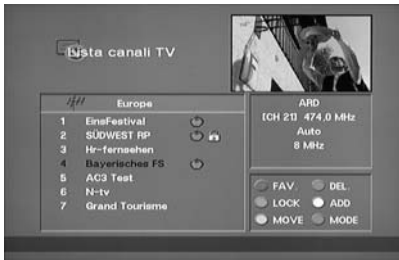 Lista canali TV
Europe
1 EinsFestival
2 SÜDWEST RP
3 Hr-fernsehen
4 Bayerisches FS
5 AC3 Test
6 N-tv
7 Grand Tourisme
ARD
[CH 21] 474.0 MHz
Auto
8 MHz
FAV. DEL.
LOCK ADD
MOVE MODE